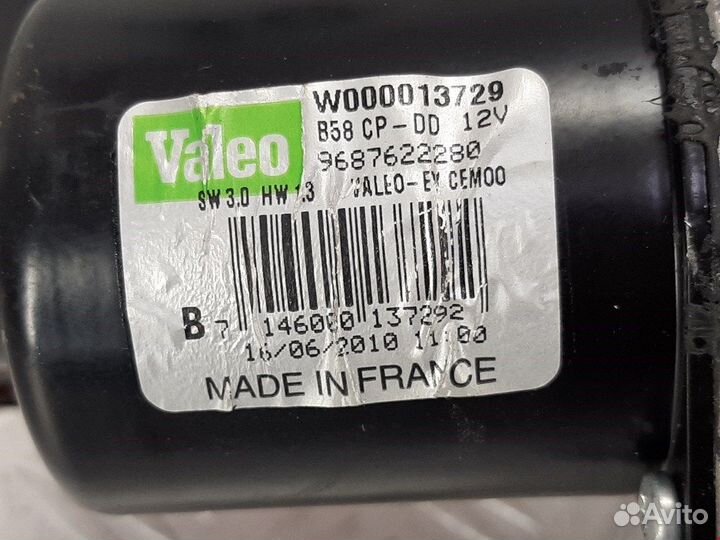 Valeo
W000013729
B58 CP-DD 12V
9687622280
SW 3.0 HW 1.3 VALEO-EV CEM00
B 7 146000 137292
16/06/2010 11:00
MADE IN FRANCE
Avito